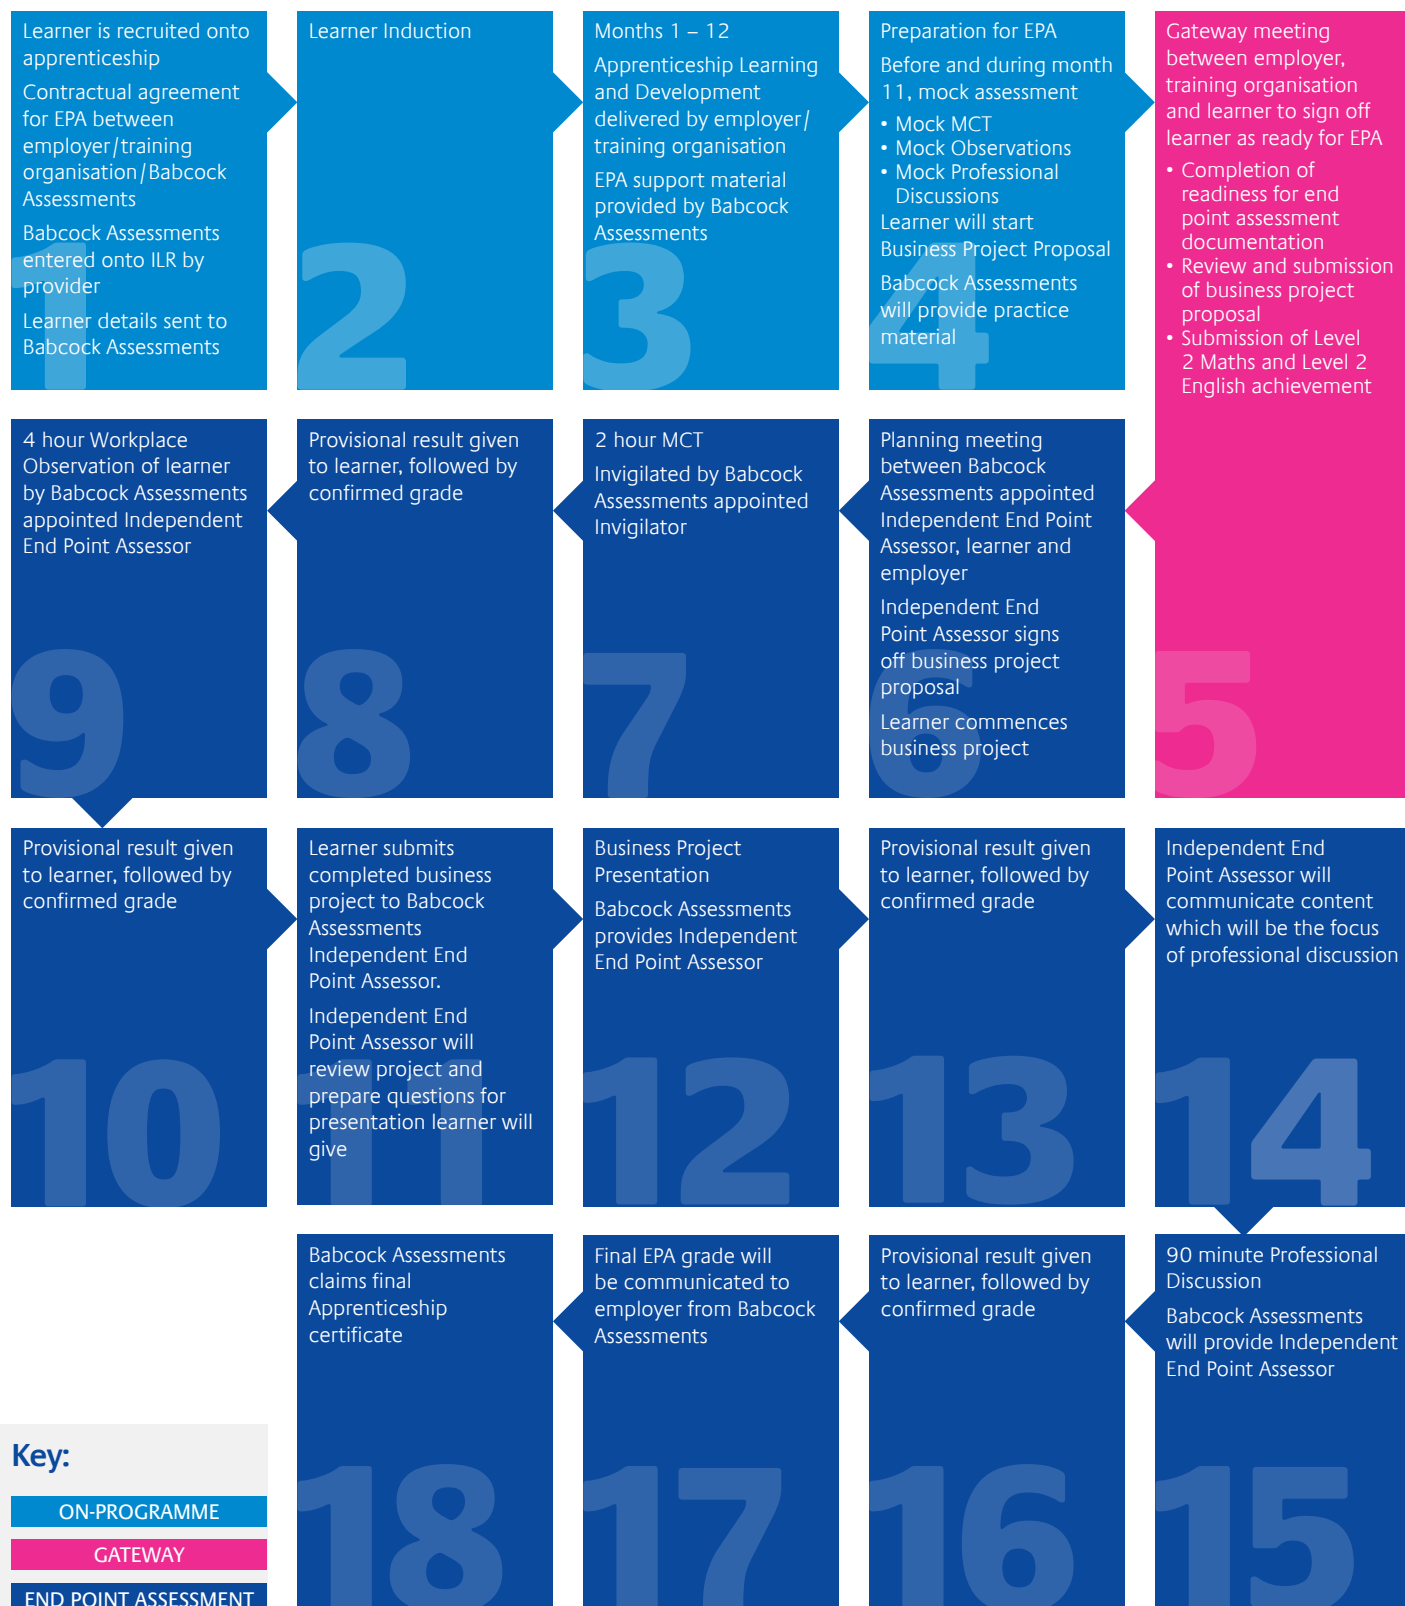 Learner is recruited onto
apprenticeship
Contractual agreement
for EPA between
employer/training
organisation/Babcock
Assessments
Babcock Assessments
entered onto ILR by
provider
Learner details sent to
Babcock Assessments
1
Learner Induction
2
Months 1 – 12
Apprenticeship Learning
and Development
delivered by employer/
training organisation
EPA support material
provided by Babcock
Assessments
3
Preparation for EPA
Before and during month
11, mock assessment
• Mock MCT
• Mock Observations
• Mock Professional
Discussions
Learner will start
Business Project Proposal
Babcock Assessments
will provide practice
material
4
Gateway meeting
between employer,
training organisation
and learner to sign off
learner as ready for EPA
• Completion of
readiness for end
point assessment
documentation
• Review and submission
of business project
proposal
• Submission of Level
2 Maths and Level 2
English achievement
5
Planning meeting
between Babcock
Assessments appointed
Independent End Point
Assessor, learner and
employer
Independent End
Point Assessor signs
off business project
proposal
Learner commences
business project
6
2 hour MCT
Invigilated by Babcock
Assessments appointed
Invigilator
7
Provisional result given
to learner, followed by
confirmed grade
8
4 hour Workplace
Observation of learner
by Babcock Assessments
appointed Independent
End Point Assessor
9
Provisional result given
to learner, followed by
confirmed grade
10
Learner submits
completed business
project to Babcock
Assessments
Independent End
Point Assessor.
Independent End
Point Assessor will
review project and
prepare questions for
presentation learner will
give
11
Business Project
Presentation
Babcock Assessments
provides Independent
End Point Assessor
12
Provisional result given
to learner, followed by
confirmed grade
13
Independent End
Point Assessor will
communicate content
which will be the focus
of professional discussion
14
90 minute Professional
Discussion
Babcock Assessments
will provide Independent
End Point Assessor
15
Provisional result given
to learner, followed by
confirmed grade
16
Final EPA grade will
be communicated to
employer from Babcock
Assessments
17
Babcock Assessments
claims final
Apprenticeship
certificate
18
Key:
ON-PROGRAMME
GATEWAY
END POINT ASSESSMENT